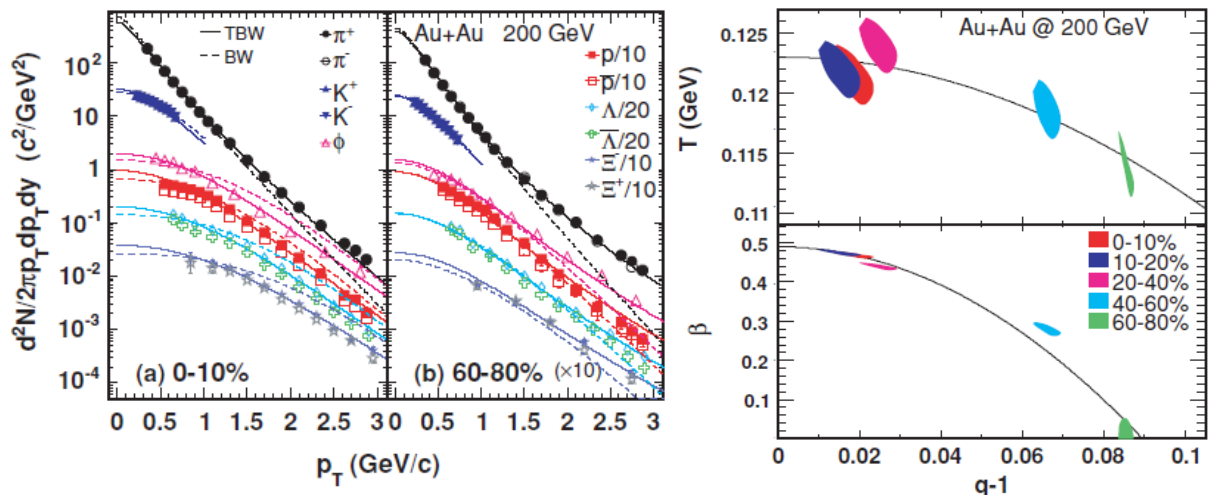 d²N/2πp_T dp_T dy (c²/GeV²)
10²
10
1
10⁻¹
10⁻²
10⁻³
10⁻⁴
TBW
BW
π⁺
π⁻
K⁺
K⁻
ϕ
(a) 0-10%
0 0.5 1 1.5 2 2.5 3
Au+Au 200 GeV
p/10
p̅/10
Λ/20
Λ̅/20
Ξ⁻/10
Ξ⁺/10
(b) 60-80% (×10)
0 0.5 1 1.5 2 2.5 3
p_T (GeV/c)
Au+Au @ 200 GeV
T (GeV)
0.125
0.12
0.115
0.11
β
0.5
0.4
0.3
0.2
0.1
0-10%
10-20%
20-40%
40-60%
60-80%
0 0.02 0.04 0.06 0.08 0.1
q-1